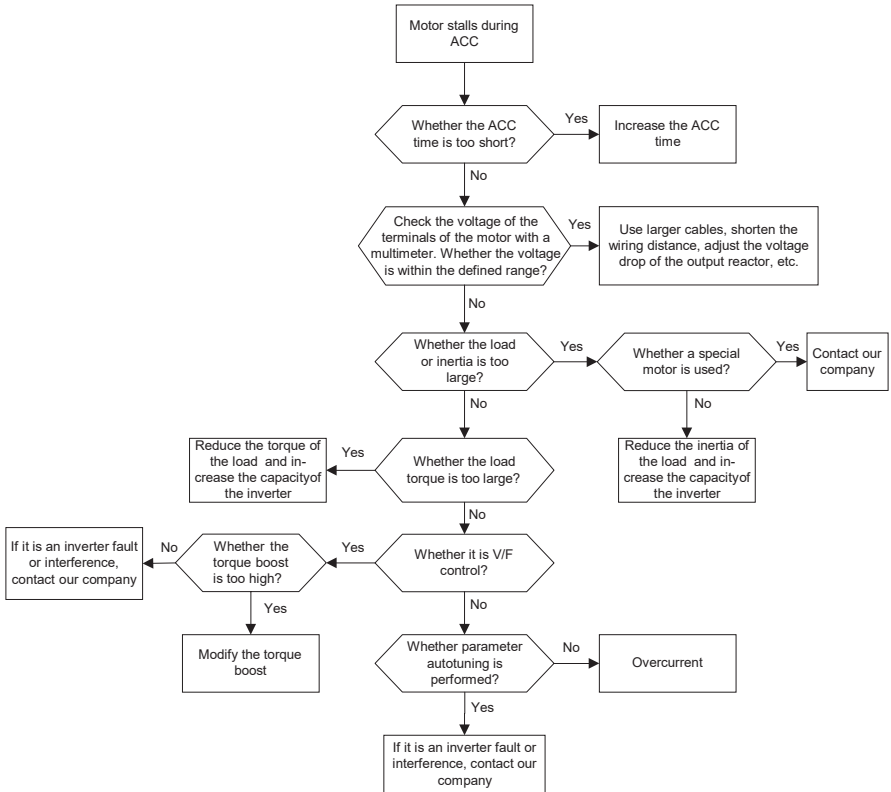 Motor stalls during
ACC
Whether the ACC
time is too short?
Yes
Increase the ACC
time
No
Check the voltage of the
terminals of the motor with a
multimeter. Whether the voltage
is within the defined range?
Yes
Use larger cables, shorten the
wiring distance, adjust the voltage
drop of the output reactor, etc.
No
Whether the load
or inertia is too
large?
Yes
Whether a special
motor is used?
Yes
Contact our
company
No
No
Reduce the torque of
the load and in-
crease the capacityof
the inverter
Yes
Whether the load
torque is too large?
Reduce the inertia of
the load and in-
crease the capacityof
the inverter
No
If it is an inverter fault
or interference,
contact our company
No
Whether the
torque boost
is too high?
Yes
Whether it is V/F
control?
Yes
No
Modify the torque
boost
Whether parameter
autotuning is
performed?
No
Overcurrent
Yes
If it is an inverter fault or
interference, contact our
company